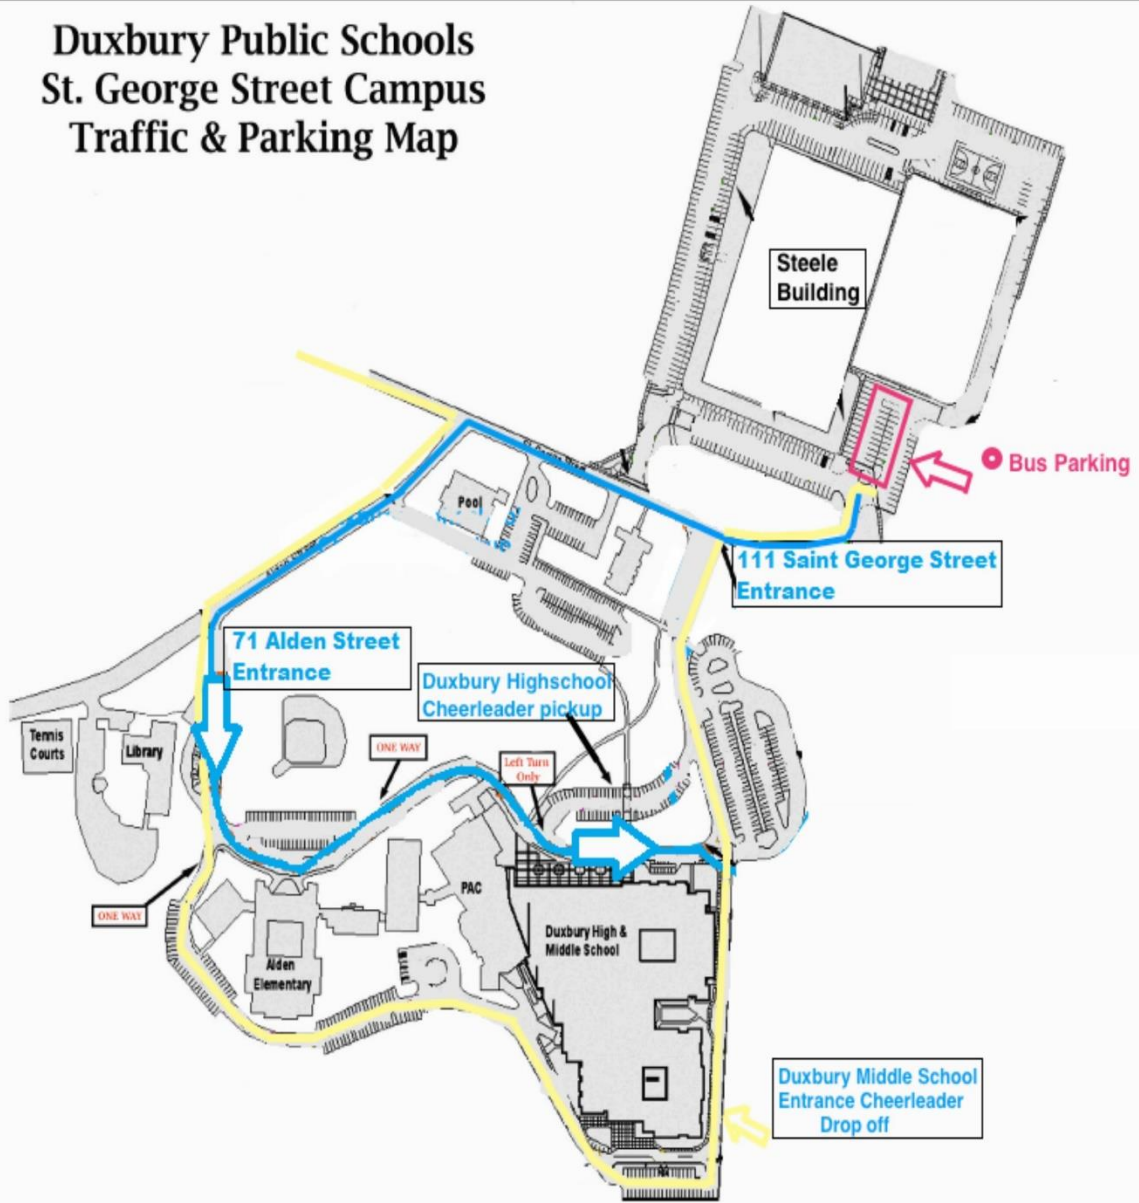 Duxbury Public Schools
St. George Street Campus
Traffic & Parking Map
Steele
Building
Bus Parking
Pool
111 Saint George Street
Entrance
71 Alden Street
Entrance
Duxbury Highschool
Cheerleader pickup
Tennis
Courts
Library
ONE WAY
Left Turn
Only
PAC
ONE WAY
Duxbury High &
Middle School
Alden
Elementary
Duxbury Middle School
Entrance Cheerleader
Drop off